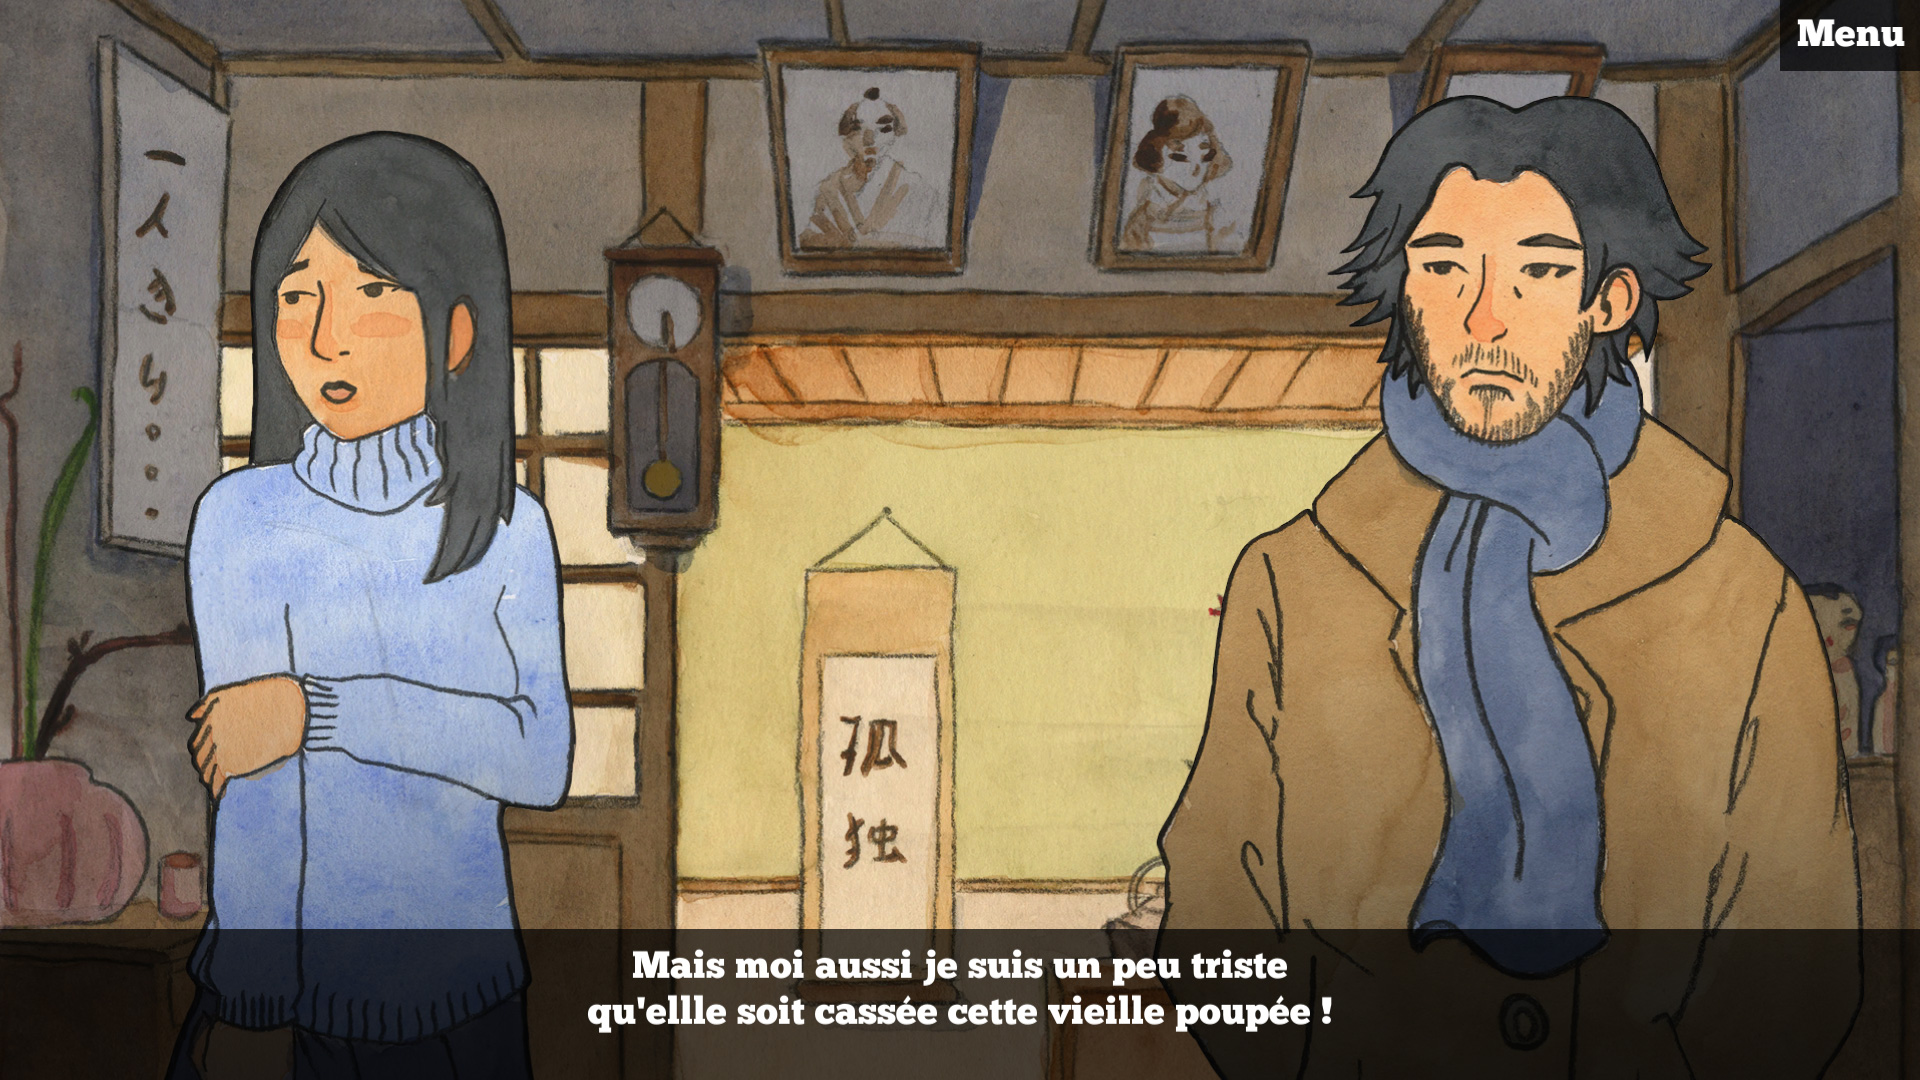 Menu
一人きり。。。
孤独
Mais moi aussi je suis un peu triste
qu'ellle soit cassée cette vieille poupée !